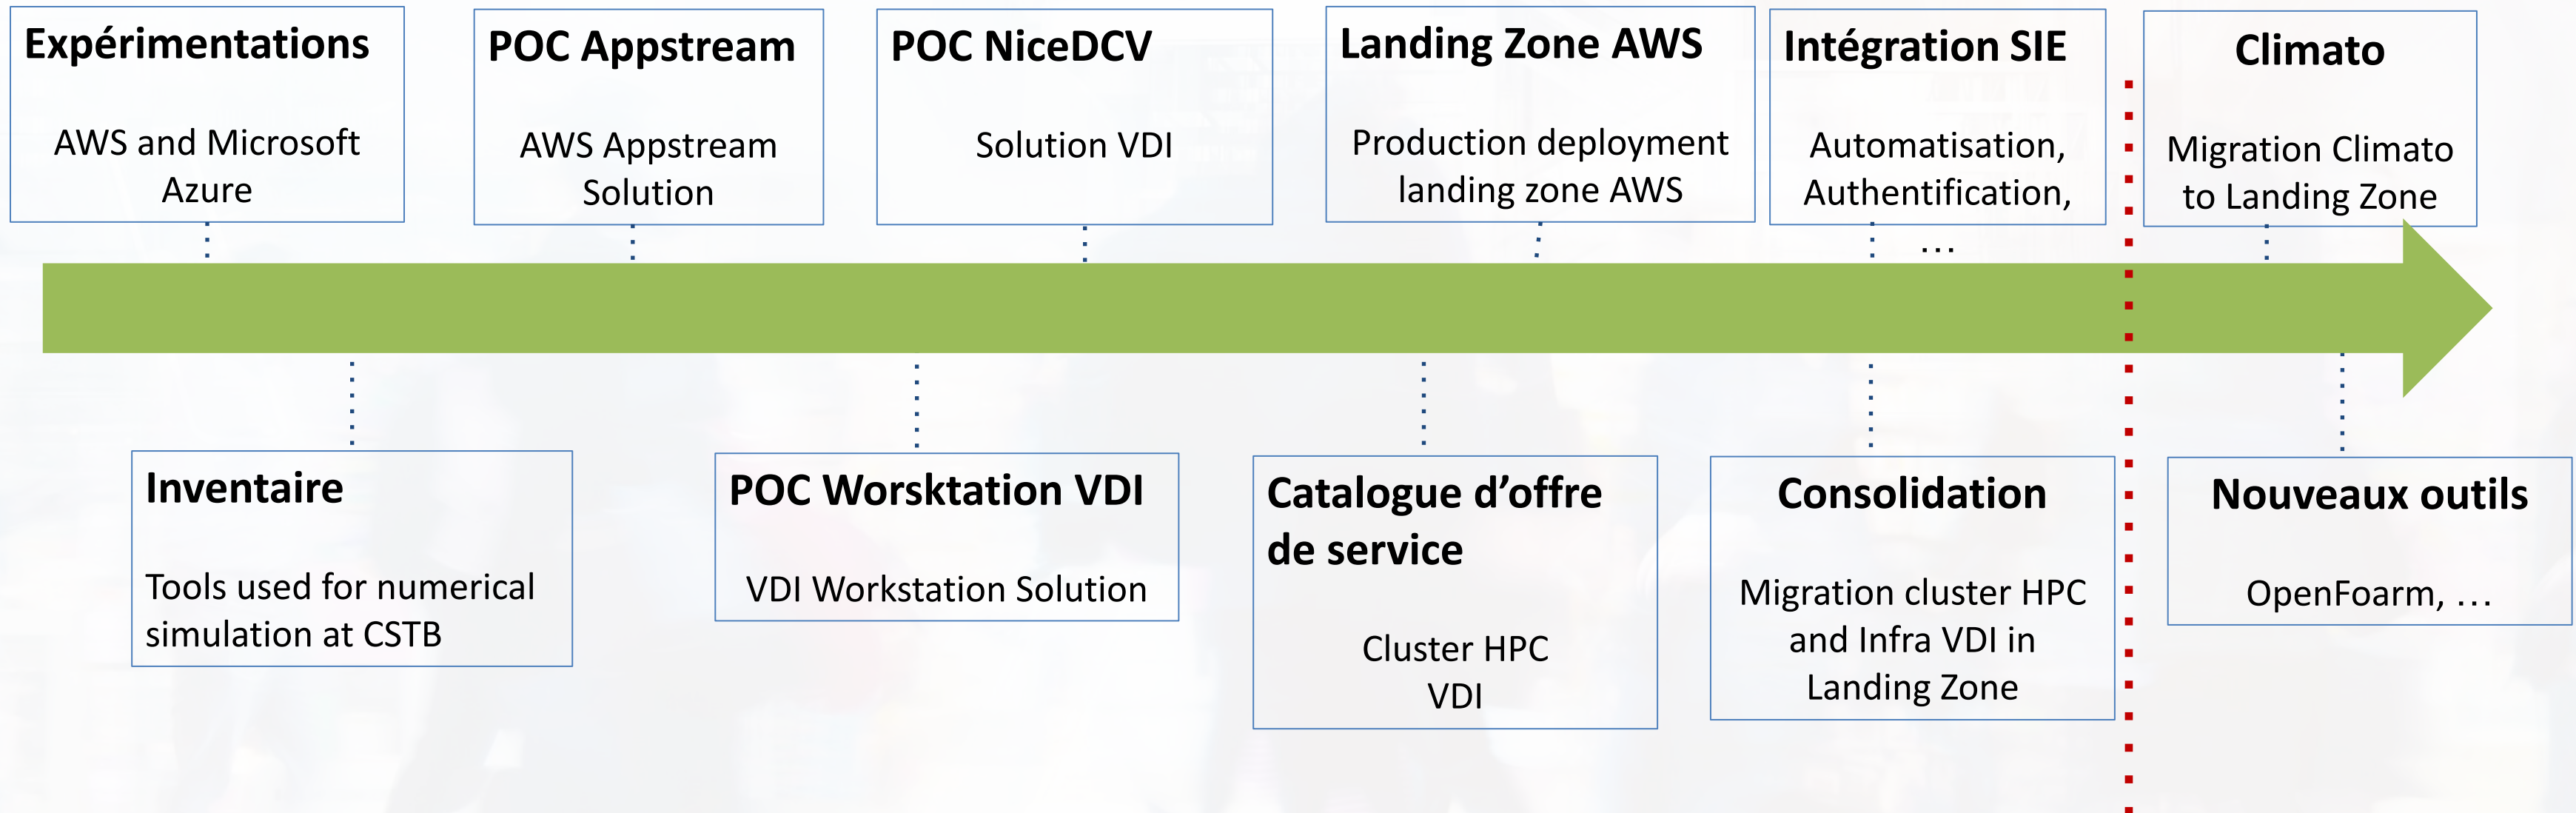 Expérimentations
AWS and Microsoft
Azure
POC Appstream
AWS Appstream
Solution
POC NiceDCV
Solution VDI
Landing Zone AWS
Production deployment
landing zone AWS
Intégration SIE
Automatisation,
Authentification,
…
Climato
Migration Climato
to Landing Zone
Inventaire
Tools used for numerical
simulation at CSTB
POC Worsktation VDI
VDI Workstation Solution
Catalogue d’offre
de service
Cluster HPC
VDI
Consolidation
Migration cluster HPC
and Infra VDI in
Landing Zone
Nouveaux outils
OpenFoarm, …